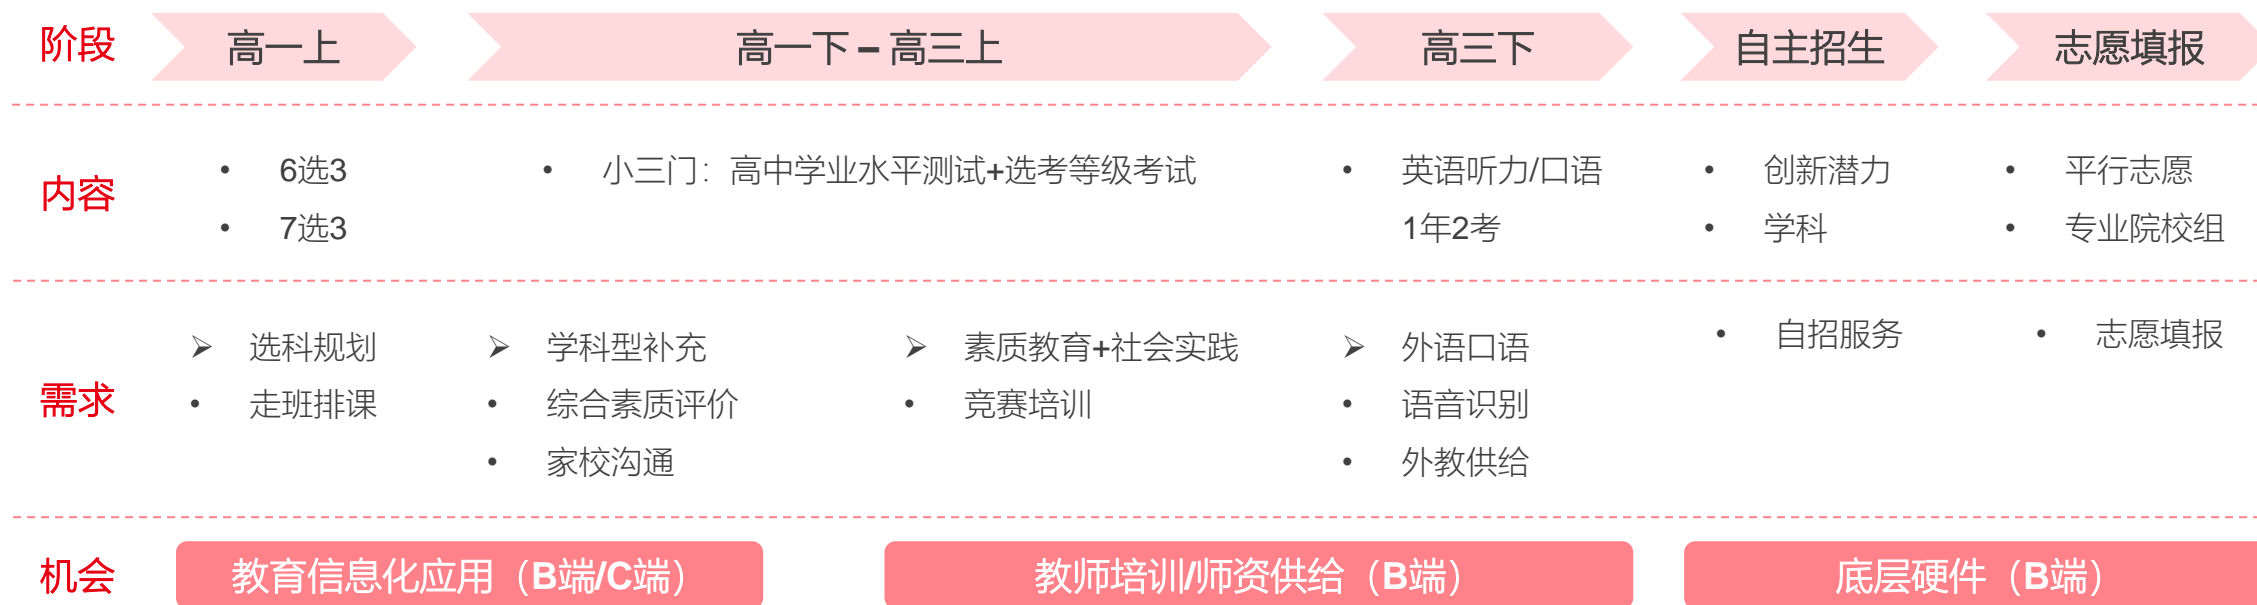 阶段 高一上 高一下 – 高三上 高三下 自主招生 志愿填报
内容 • 6选3 • 小三门：高中学业水平测试+选考等级考试 • 英语听力/口语 • 创新潜力 • 平行志愿
• 7选3 1年2考 • 学科 • 专业院校组
需求 ➢ 选科规划 ➢ 学科型补充 ➢ 素质教育+社会实践 ➢ 外语口语 • 自招服务 • 志愿填报
• 走班排课 • 综合素质评价 • 竞赛培训 • 语音识别
• 家校沟通 • 外教供给
机会 教育信息化应用（B端/C端） 教师培训/师资供给（B端） 底层硬件（B端）